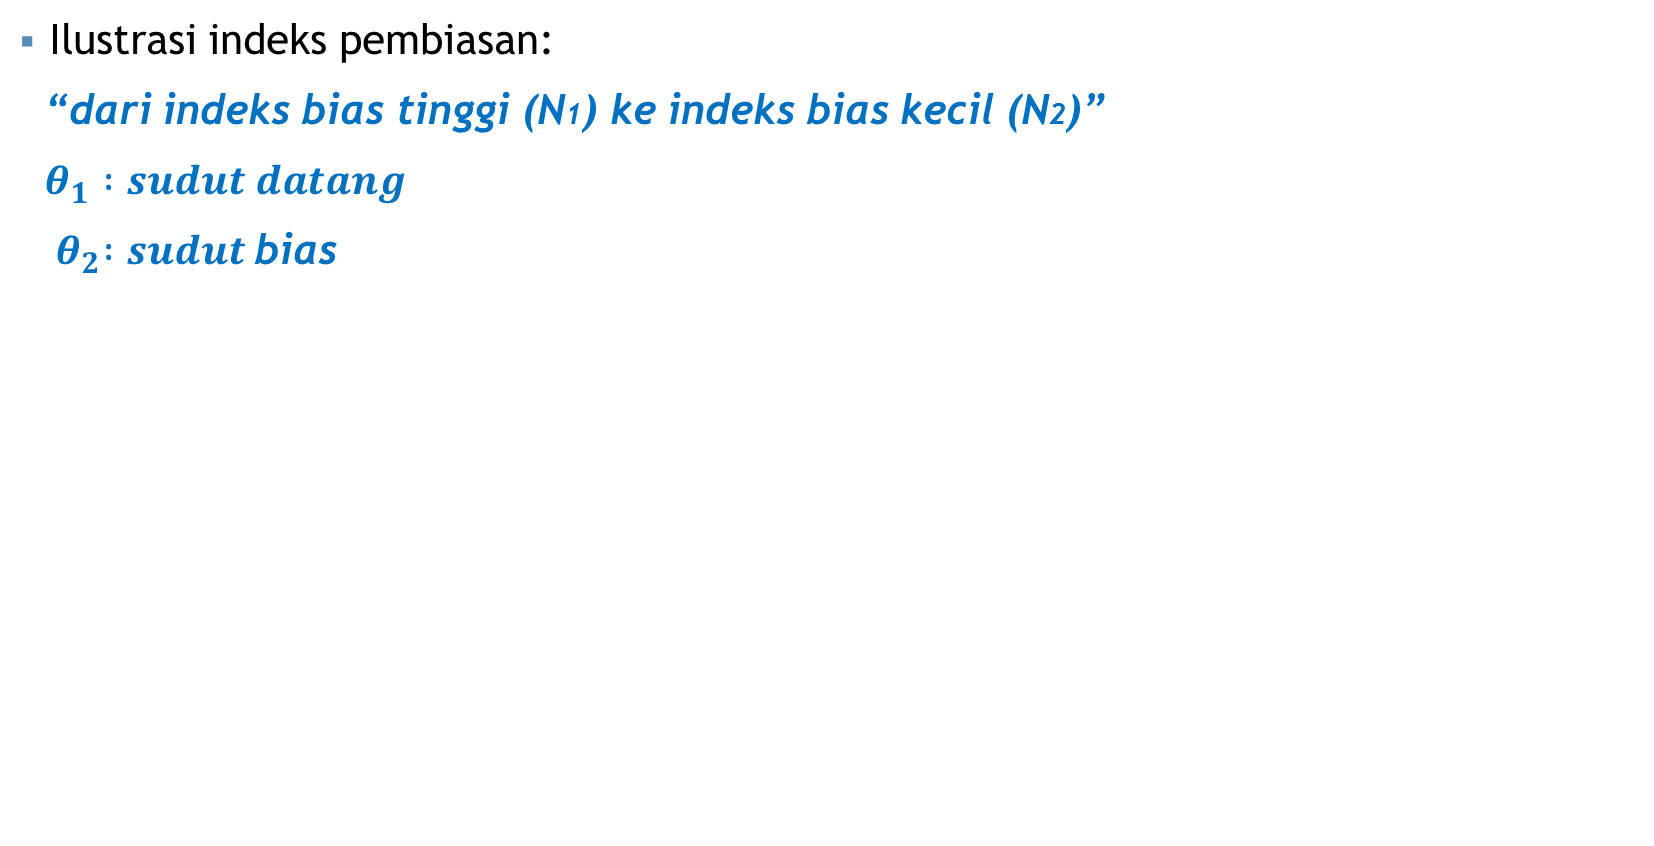 ▪ Ilustrasi indeks pembiasan:
“dari indeks bias tinggi (N1) ke indeks bias kecil (N2)”
θ₁ : sudut datang
θ₂: sudut bias